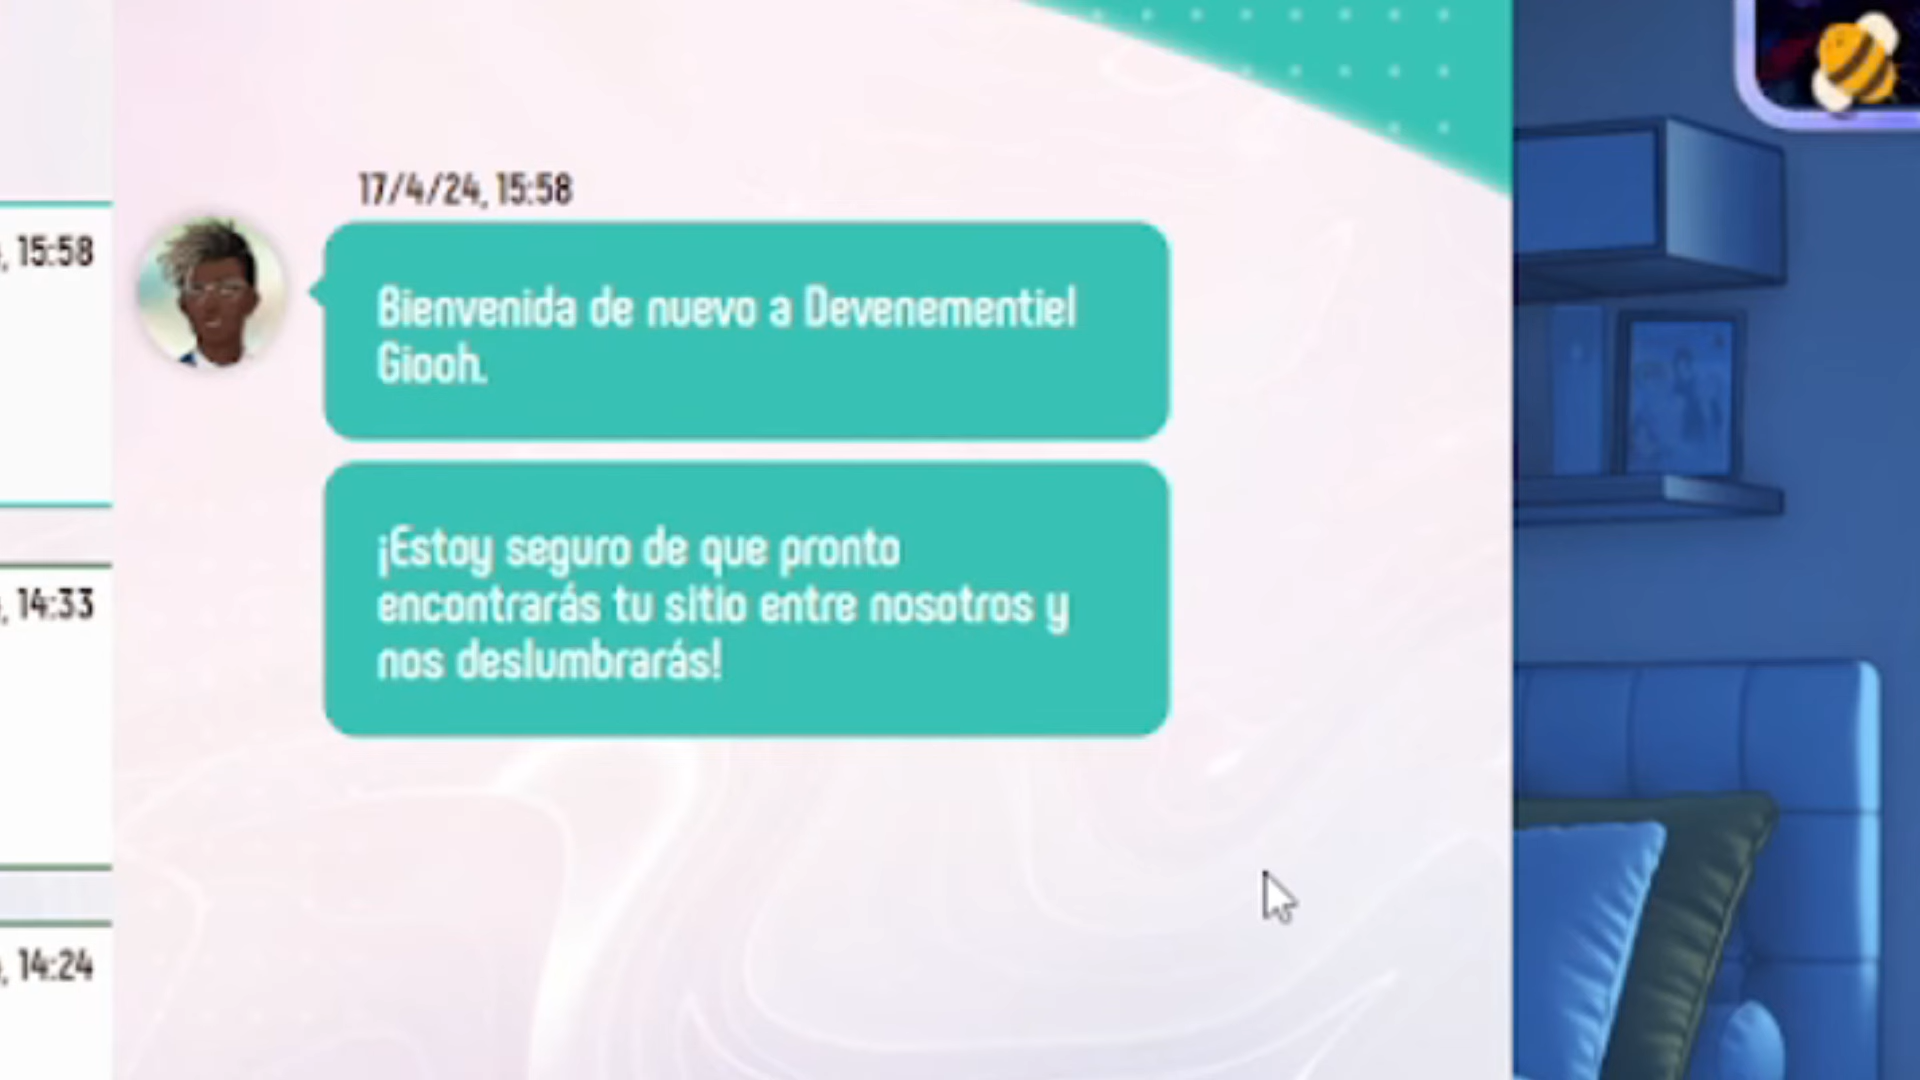 17/4/24, 15:58
, 15:58
Bienvenida de nuevo a Devenementiel
Giooh.
¡Estoy seguro de que pronto
encontrarás tu sitio entre nosotros y
nos deslumbrarás!
, 14:33
, 14:24